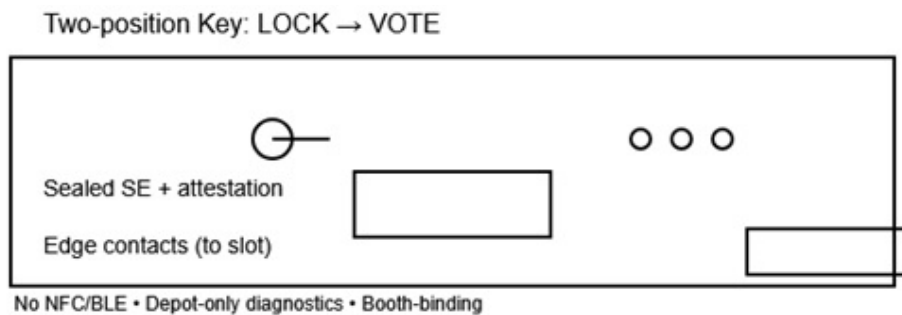 Two-position Key: LOCK → VOTE
Sealed SE + attestation
Edge contacts (to slot)
No NFC/BLE • Depot-only diagnostics • Booth-binding